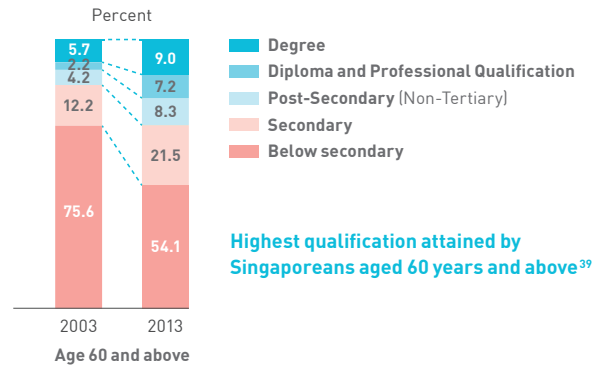 Percent
5.7
2.2
4.2
12.2
75.6
9.0
7.2
8.3
21.5
54.1
Degree
Diploma and Professional Qualification
Post-Secondary (Non-Tertiary)
Secondary
Below secondary
Highest qualification attained by
Singaporeans aged 60 years and above39
2003 2013
Age 60 and above